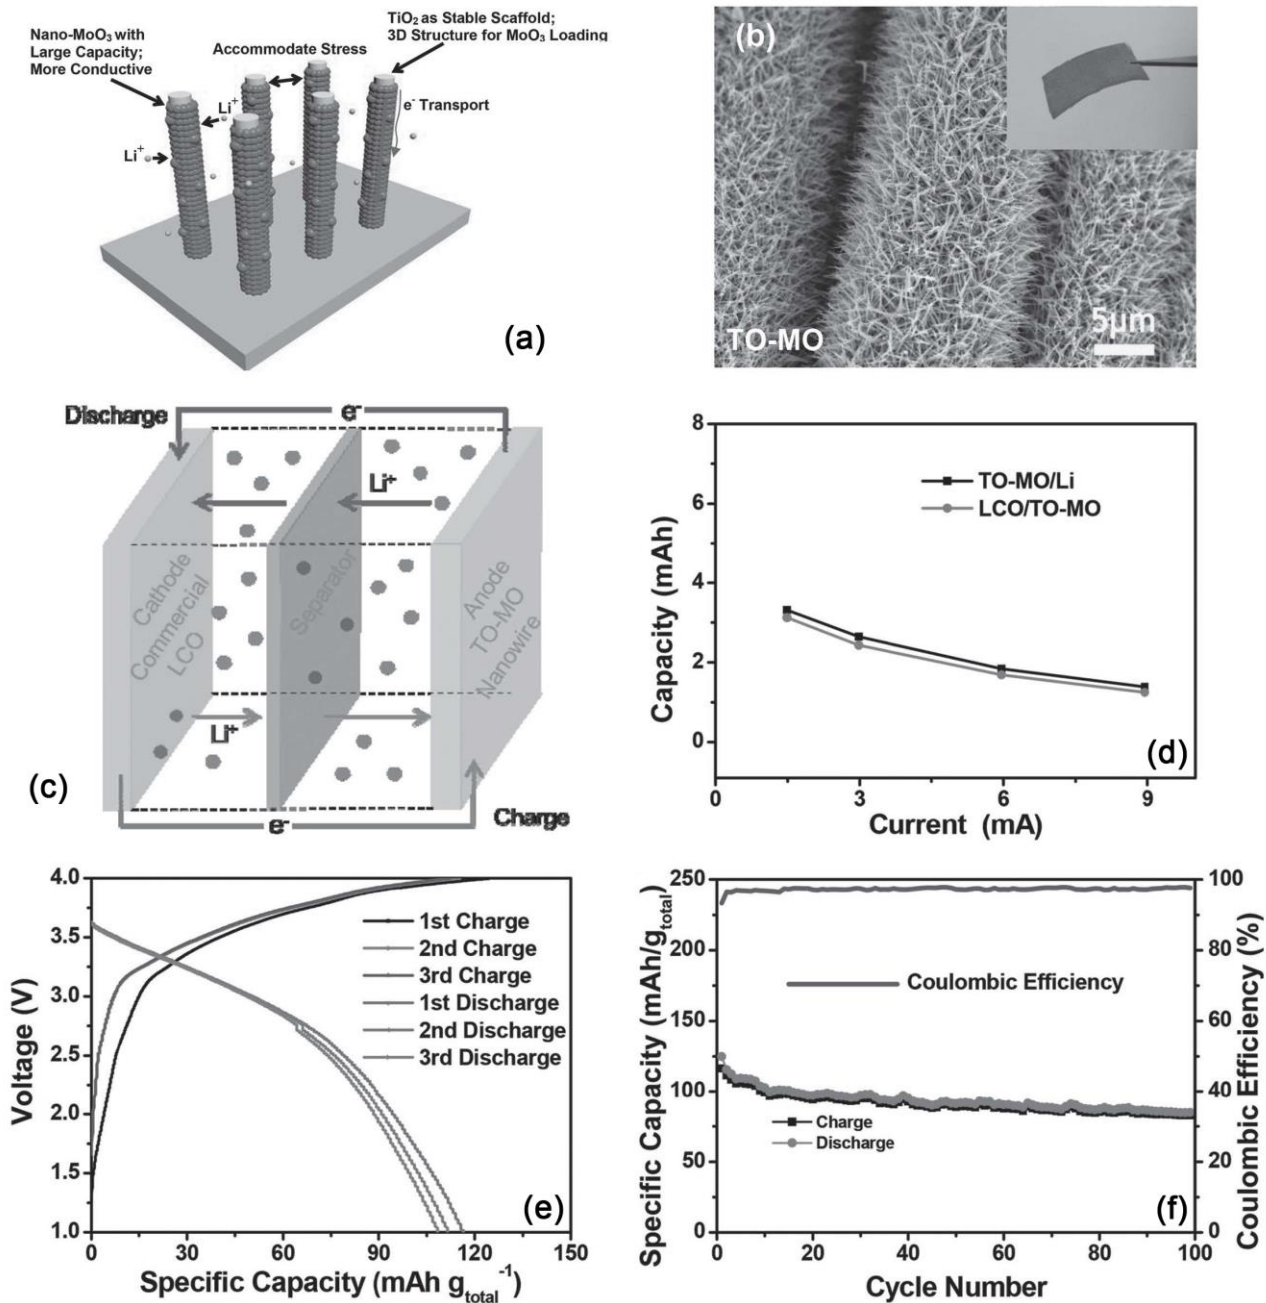 Nano-MoO₃ with
Large Capacity;
More Conductive
Accommodate Stress
TiO₂ as Stable Scaffold;
3D Structure for MoO₃ Loading
Li⁺
e⁻ Transport
Li⁺
(a)
(b)
TO-MO
5μm
Discharge
e⁻
Li⁺
Cathode
Commercial
LCO
Separator
Anode
TO-MO
Nanowire
Li⁺
e⁻
Charge
(c)
8
6
4
2
0
Capacity (mAh)
TO-MO/Li
LCO/TO-MO
(d)
0 3 6 9
Current (mA)
4.0
3.5
3.0
2.5
2.0
1.5
1.0
Voltage (V)
1st Charge
2nd Charge
3rd Charge
1st Discharge
2nd Discharge
3rd Discharge
(e)
0 30 60 90 120 150
Specific Capacity (mAh g_total⁻¹)
250
200
150
100
75
50
25
0
Specific Capacity (mAh/g_total)
Coulombic Efficiency
Charge
Discharge
100
80
60
40
20
0
Coulombic Efficiency (%)
(f)
0 20 40 60 80 100
Cycle Number